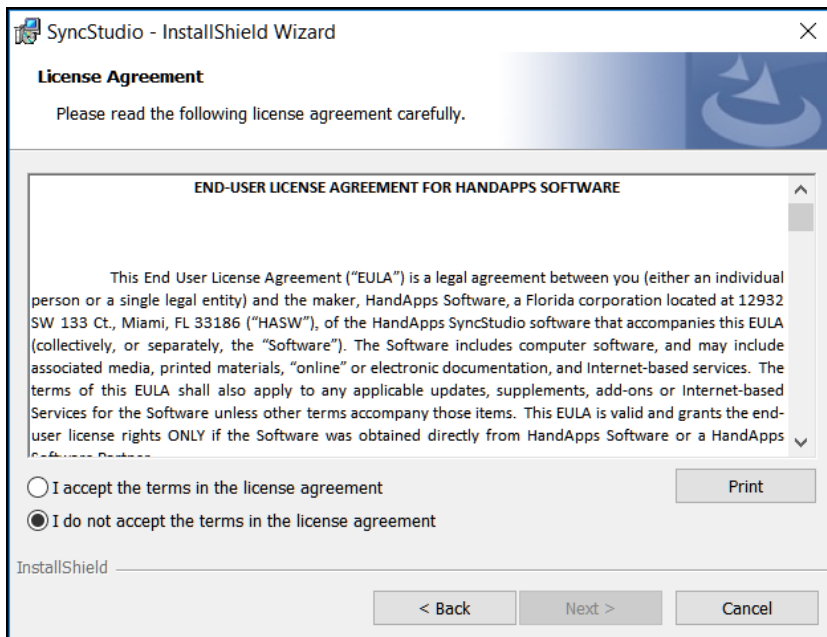 SyncStudio - InstallShield Wizard
License Agreement
Please read the following license agreement carefully.
END-USER LICENSE AGREEMENT FOR HANDAPPS SOFTWARE
This End User License Agreement (“EULA”) is a legal agreement between you (either an individual
person or a single legal entity) and the maker, HandApps Software, a Florida corporation located at 12932
SW 133 Ct., Miami, FL 33186 (“HASW”), of the HandApps SyncStudio software that accompanies this EULA
(collectively, or separately, the “Software”). The Software includes computer software, and may include
associated media, printed materials, “online” or electronic documentation, and Internet-based services. The
terms of this EULA shall also apply to any applicable updates, supplements, add-ons or Internet-based
Services for the Software unless other terms accompany those items. This EULA is valid and grants the end-
user license rights ONLY if the Software was obtained directly from HandApps Software or a HandApps
Software Partner
I accept the terms in the license agreement
Print
I do not accept the terms in the license agreement
InstallShield
< Back
Next >
Cancel